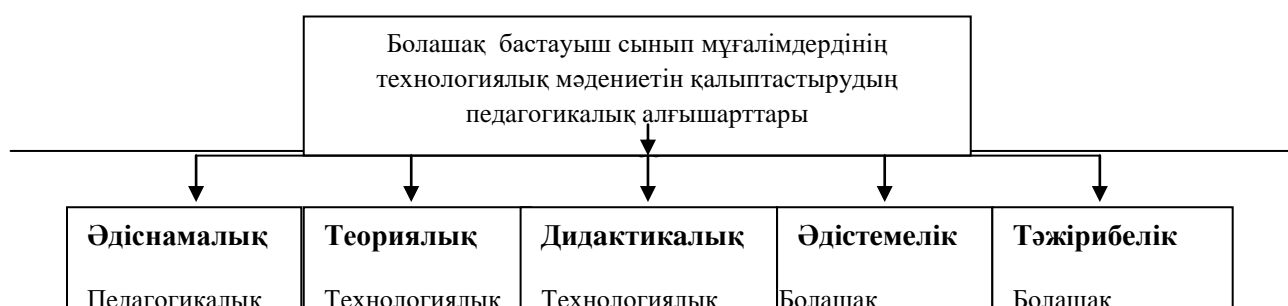 Болашақ бастауыш сынып мұғалімдердінің
технологиялық мәдениетін қалыптастырудың
педагогикалық алғышарттары
Әдіснамалық Теориялық Дидактикалық Әдістемелік Тәжірибелік
Педагогикалық Технологиялық Технологиялық Болашақ Болашақ